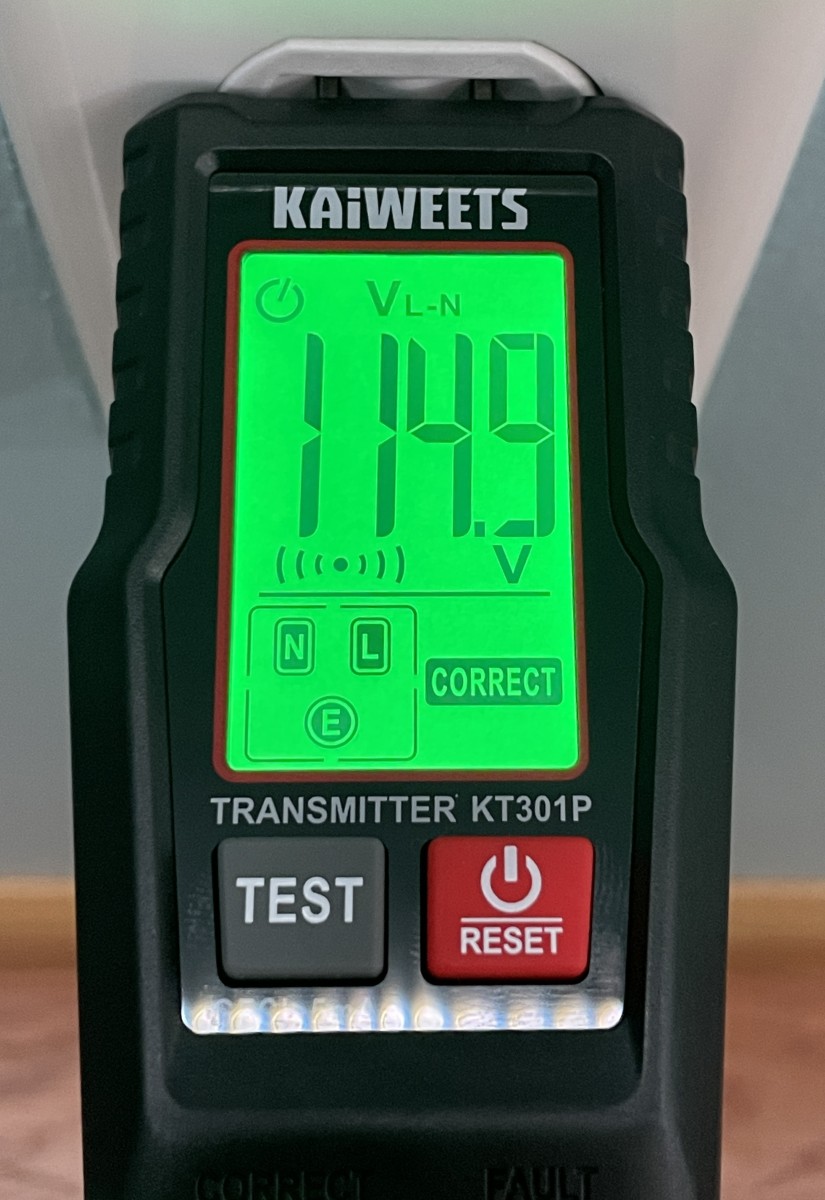 KAiWEETS
VL-N
114.9
V
N L
CORRECT
E
TRANSMITTER KT301P
TEST
RESET
CORRECT FAULT